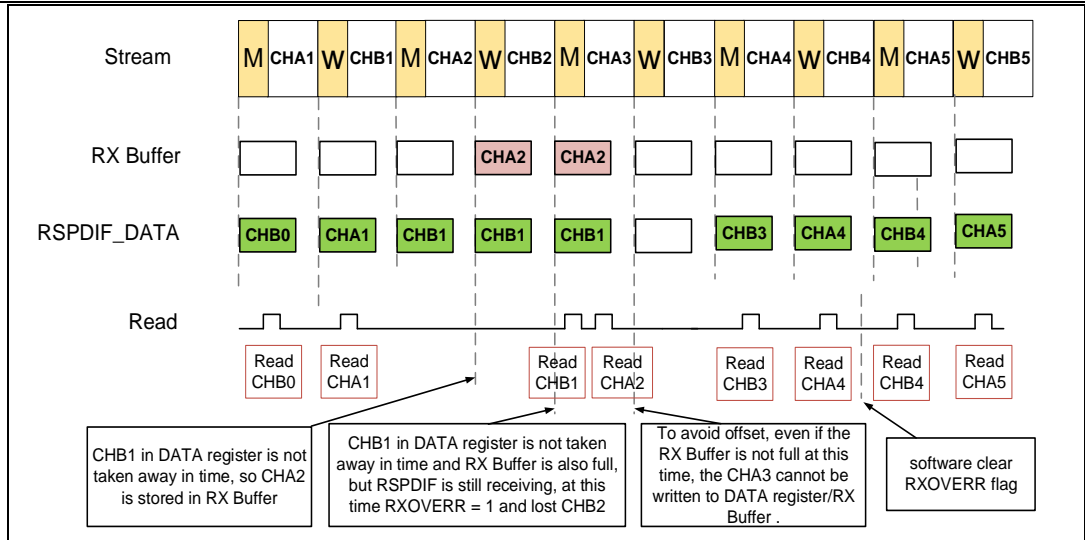 Stream M CHA1 W CHB1 M CHA2 W CHB2 M CHA3 W CHB3 M CHA4 W CHB4 M CHA5 W CHB5
RX Buffer CHA2 CHA2
RSPDIF_DATA CHB0 CHA1 CHB1 CHB1 CHB1 CHB3 CHA4 CHB4 CHA5
Read
Read
CHB0
Read
CHA1
Read
CHB1
Read
CHA2
Read
CHB3
Read
CHA4
Read
CHB4
Read
CHA5
CHB1 in DATA register is not
taken away in time, so CHA2
is stored in RX Buffer
CHB1 in DATA register is not taken
away in time and RX Buffer is also full,
but RSPDIF is still receiving, at this
time RXOVERR = 1 and lost CHB2
To avoid offset, even if the
RX Buffer is not full at this
time, the CHA3 cannot be
written to DATA register/RX
Buffer .
software clear
RXOVERR flag